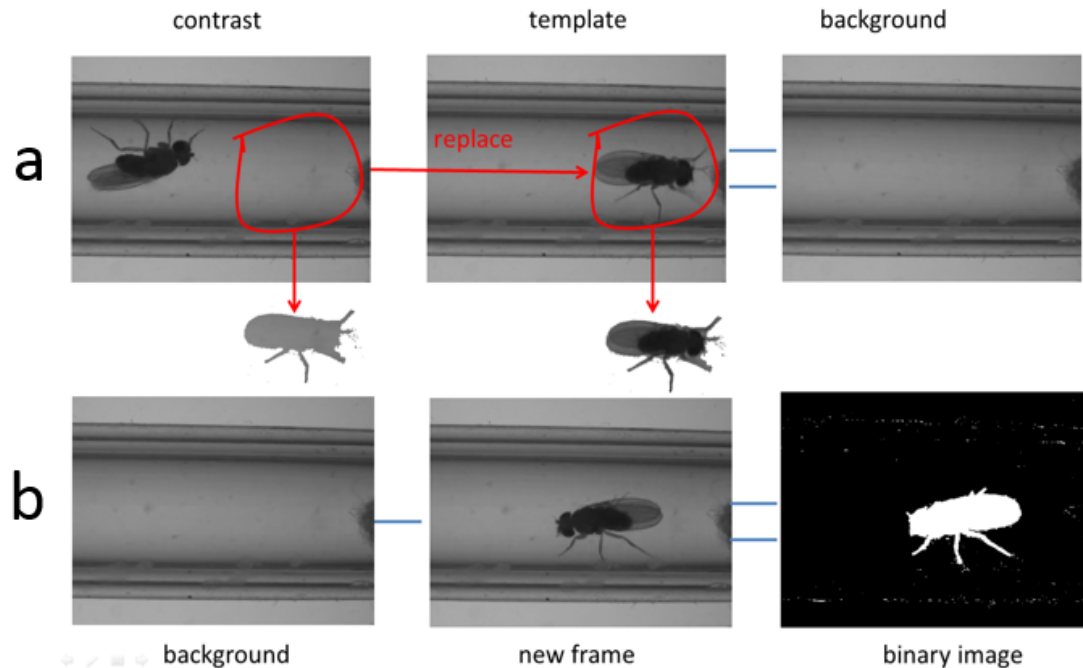 contrast template background
a
replace
b
background new frame binary image